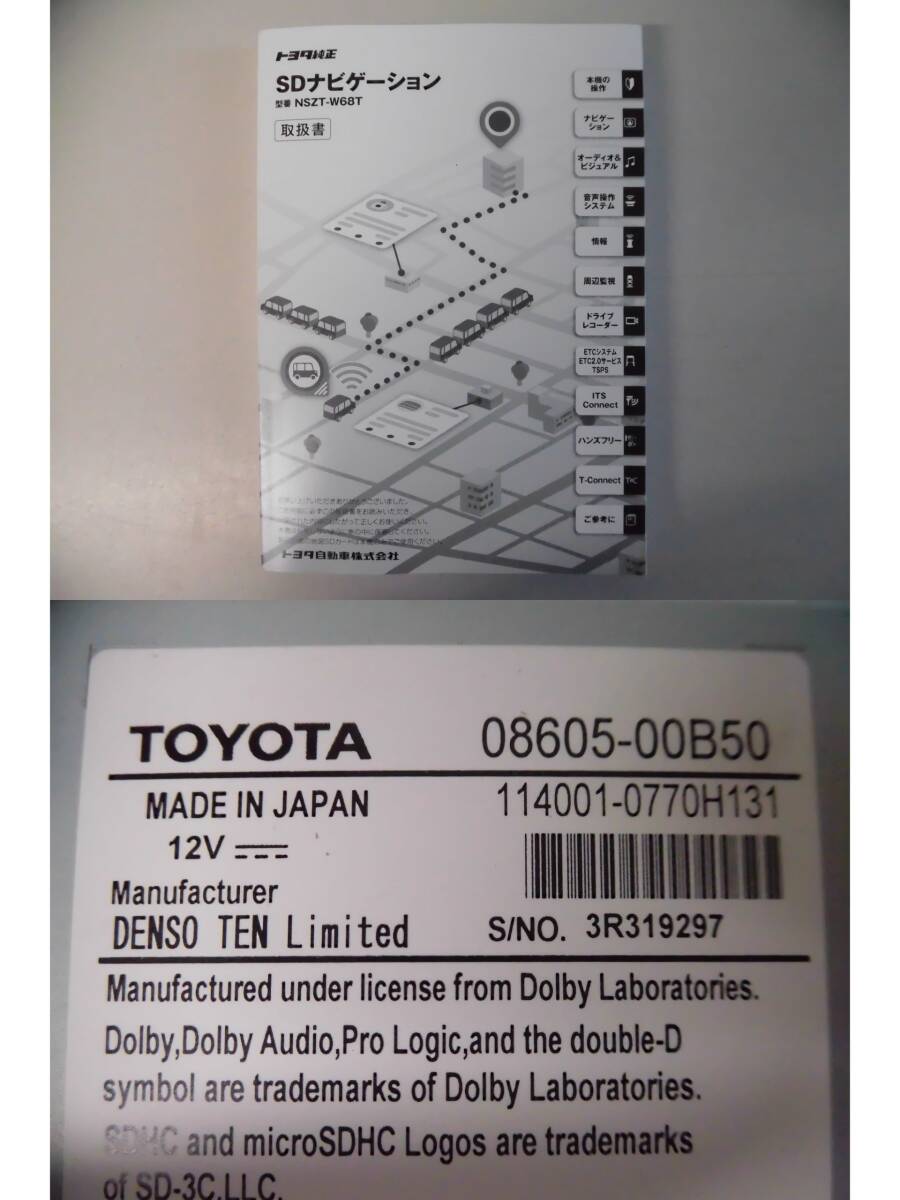 トヨタ純正
SDナビゲーション
型番 NSZT-W68T
取扱書
本機の
操作
ナビゲー
ション
オーディオ&
ビジュアル
音声操作
システム
情報
周辺監視
ドライブ
レコーダー
ETCシステム
ETC2.0サービス
TSPS
ITS
Connect
ハンズフリー
T-Connect
ご参考に
トヨタ自動車株式会社
TOYOTA 08605-00B50
MADE IN JAPAN 114001-0770H131
12V
Manufacturer
DENSO TEN Limited S/NO. 3R319297
Manufactured under license from Dolby Laboratories.
Dolby,Dolby Audio,Pro Logic,and the double-D
symbol are trademarks of Dolby Laboratories.
SDHC and microSDHC Logos are trademarks
of SD-3C,LLC.